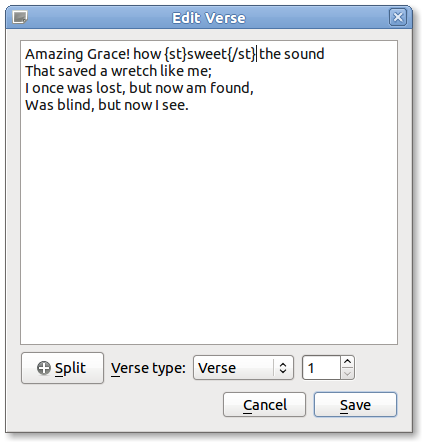 Edit Verse
Amazing Grace! how {st}sweet{/st} the sound
That saved a wretch like me;
I once was lost, but now am found,
Was blind, but now I see.
Split Verse type: Verse 1
Cancel Save